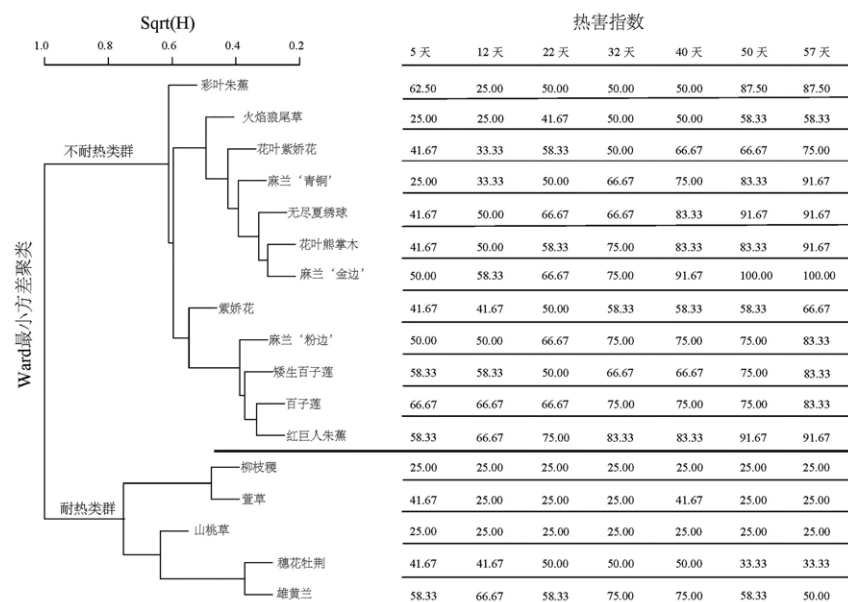 Sqrt(H)
热害指数
1.0 0.8 0.6 0.4 0.2
5 天 12 天 22 天 32 天 40 天 50 天 57 天
彩叶朱蕉 62.50 25.00 50.00 50.00 50.00 87.50 87.50
火焰狼尾草 25.00 25.00 41.67 50.00 50.00 58.33 58.33
不耐热类群
花叶紫娇花 41.67 33.33 58.33 50.00 66.67 66.67 75.00
麻兰‘青铜’ 25.00 33.33 50.00 66.67 75.00 83.33 91.67
无尽夏绣球 41.67 50.00 66.67 66.67 83.33 91.67 91.67
花叶熊掌木 41.67 50.00 58.33 75.00 83.33 83.33 91.67
麻兰‘金边’ 50.00 58.33 66.67 75.00 91.67 100.00 100.00
紫娇花 41.67 41.67 50.00 58.33 58.33 58.33 66.67
Ward最小方差聚类
麻兰‘粉边’ 50.00 50.00 66.67 75.00 75.00 75.00 83.33
矮生百子莲 58.33 58.33 50.00 66.67 66.67 75.00 83.33
百子莲 66.67 66.67 66.67 75.00 75.00 75.00 83.33
红巨人朱蕉 58.33 66.67 75.00 83.33 83.33 91.67 91.67
柳枝稷 25.00 25.00 25.00 25.00 25.00 25.00 25.00
萱草 41.67 25.00 25.00 25.00 41.67 25.00 25.00
耐热类群
山桃草 25.00 25.00 25.00 25.00 25.00 25.00 25.00
穗花牡荆 41.67 41.67 50.00 50.00 50.00 33.33 33.33
雄黄兰 58.33 66.67 58.33 75.00 75.00 58.33 50.00